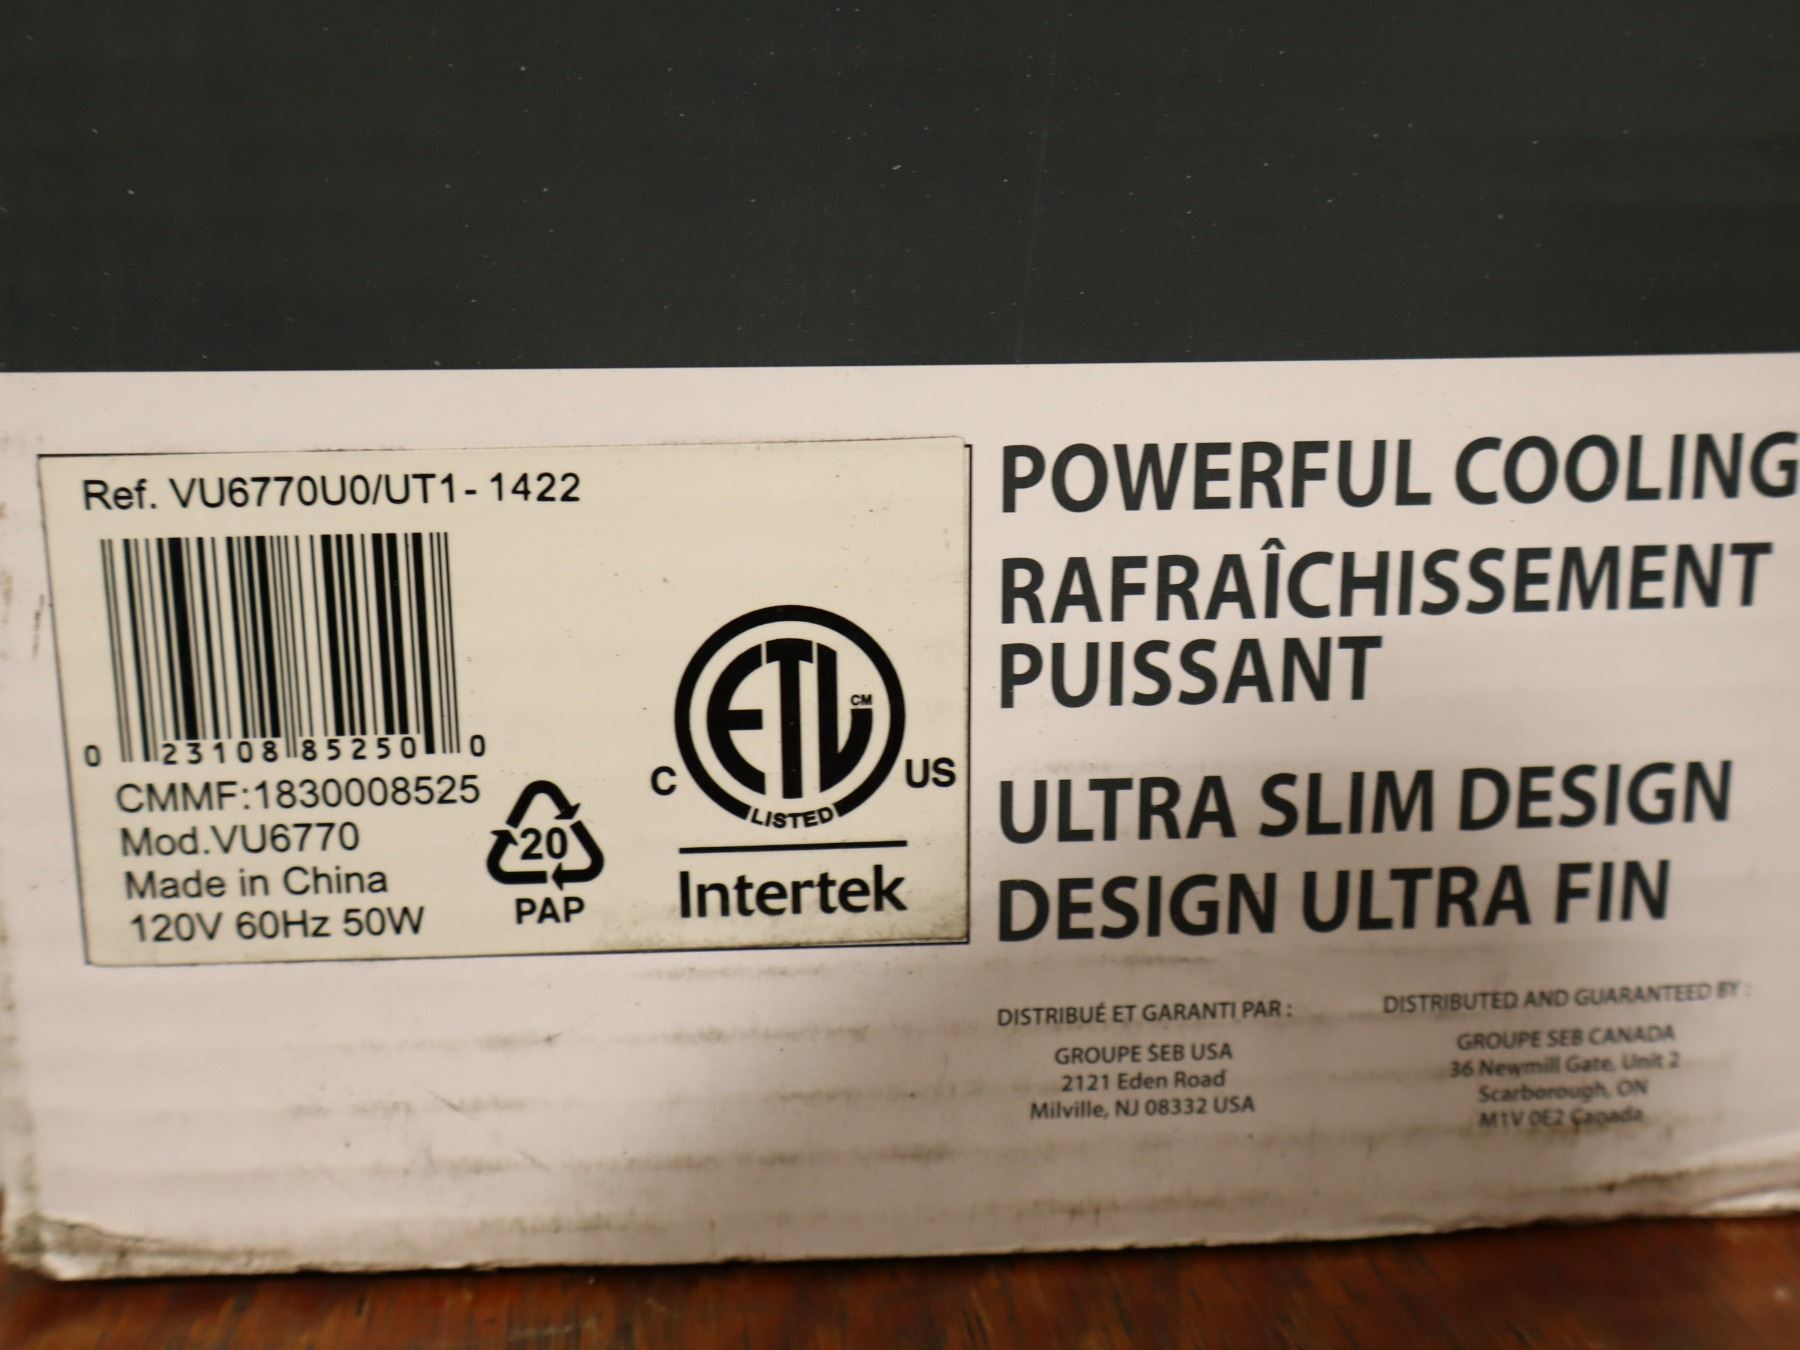 Ref. VU6770U0/UT1- 1422
0 23108 85250 0
CMMF:1830008525
Mod.VU6770
Made in China
120V 60Hz 50W
20
PAP
ETL CM
C US
LISTED
Intertek
POWERFUL COOLING
RAFRAÎCHISSEMENT
PUISSANT
ULTRA SLIM DESIGN
DESIGN ULTRA FIN
DISTRIBUÉ ET GARANTI PAR :
GROUPE SEB USA
2121 Eden Road
Milville, NJ 08332 USA
DISTRIBUTED AND GUARANTEED BY :
GROUPE SEB CANADA
36 Newmill Gate, Unit 2
Scarborough, ON
M1V 0E2 Canada